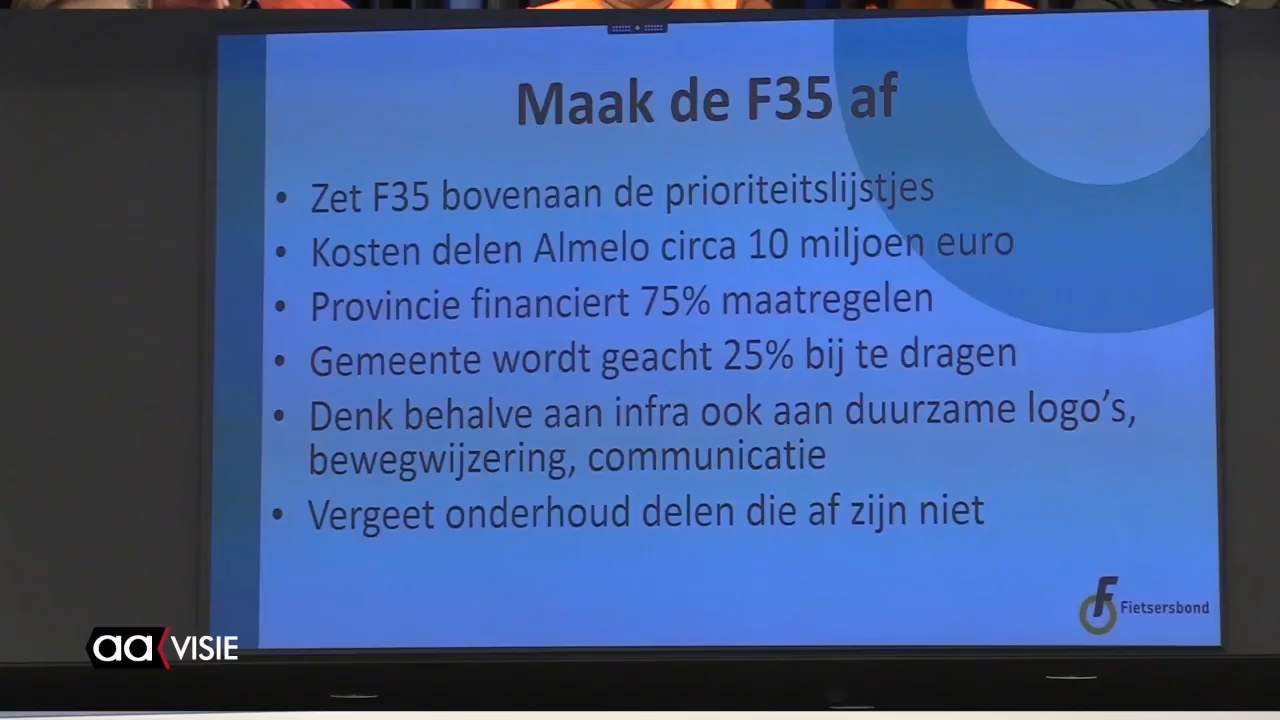 Maak de F35 af
• Zet F35 bovenaan de prioriteitslijstjes
• Kosten delen Almelo circa 10 miljoen euro
• Provincie financiert 75% maatregelen
• Gemeente wordt geacht 25% bij te dragen
• Denk behalve aan infra ook aan duurzame logo's,
bewegwijzering, communicatie
• Vergeet onderhoud delen die af zijn niet
F Fietsersbond
aa VISIE